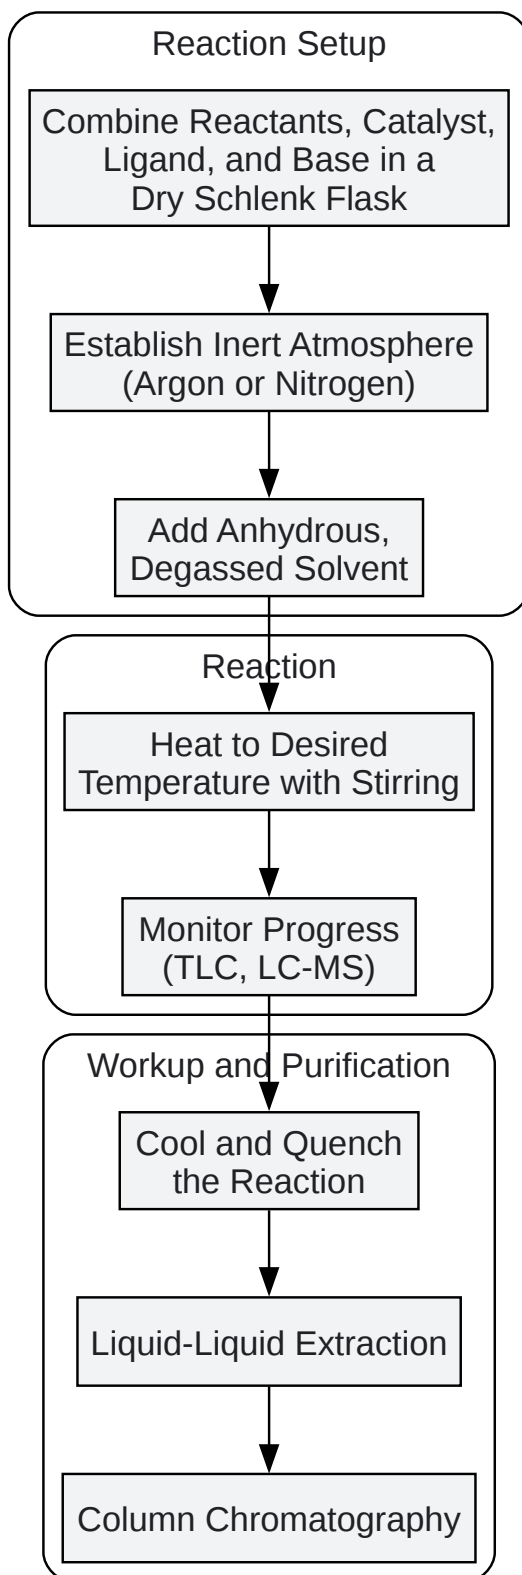 Reaction Setup
Combine Reactants, Catalyst,
Ligand, and Base in a
Dry Schlenk Flask
Establish Inert Atmosphere
(Argon or Nitrogen)
Add Anhydrous,
Degassed Solvent
Reaction
Heat to Desired
Temperature with Stirring
Monitor Progress
(TLC, LC-MS)
Workup and Purification
Cool and Quench
the Reaction
Liquid-Liquid Extraction
Column Chromatography